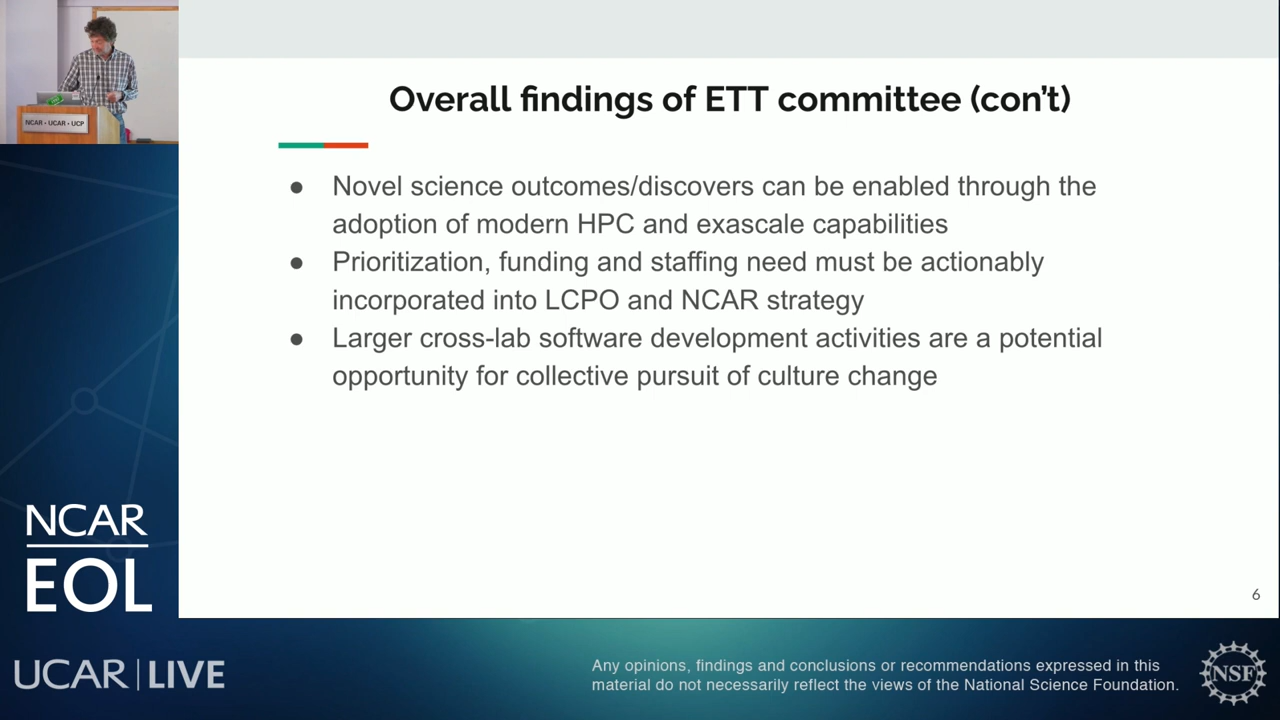 NCAR • UCAR • UCP
Overall findings of ETT committee (con't)
● Novel science outcomes/discovers can be enabled through the
adoption of modern HPC and exascale capabilities
● Prioritization, funding and staffing need must be actionably
incorporated into LCPO and NCAR strategy
● Larger cross-lab software development activities are a potential
opportunity for collective pursuit of culture change
6
NCAR
EOL
UCAR | LIVE
Any opinions, findings and conclusions or recommendations expressed in this
material do not necessarily reflect the views of the National Science Foundation.
NSF